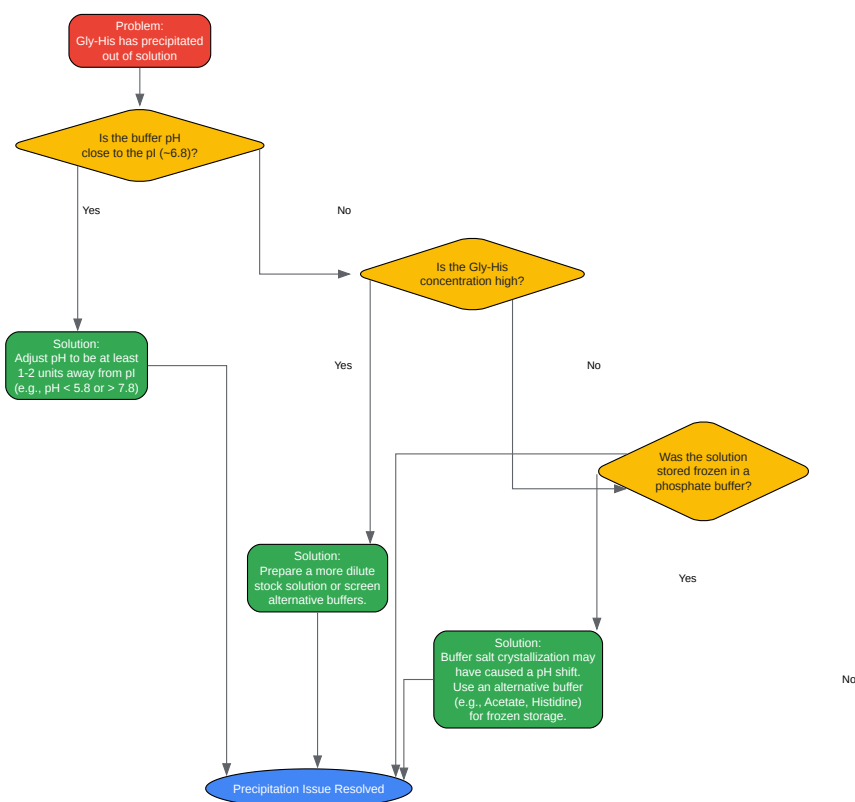 Problem:
Gly-His has precipitated
out of solution
Is the buffer pH
close to the pI (~6.8)?
Yes
No
Is the Gly-His
concentration high?
Solution:
Adjust pH to be at least
1-2 units away from pI
(e.g., pH < 5.8 or > 7.8)
Yes
No
Was the solution
stored frozen in a
phosphate buffer?
Solution:
Prepare a more dilute
stock solution or screen
alternative buffers.
Yes
Solution:
Buffer salt crystallization may
have caused a pH shift.
Use an alternative buffer
(e.g., Acetate, Histidine)
for frozen storage.
No
Precipitation Issue Resolved